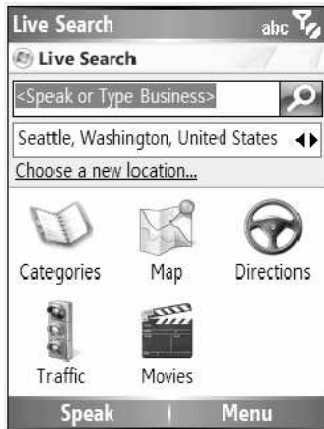 Live Search
abc
Live Search
<Speak or Type Business>
Seattle, Washington, United States
Choose a new location...
Categories Map Directions
Traffic Movies
Speak Menu